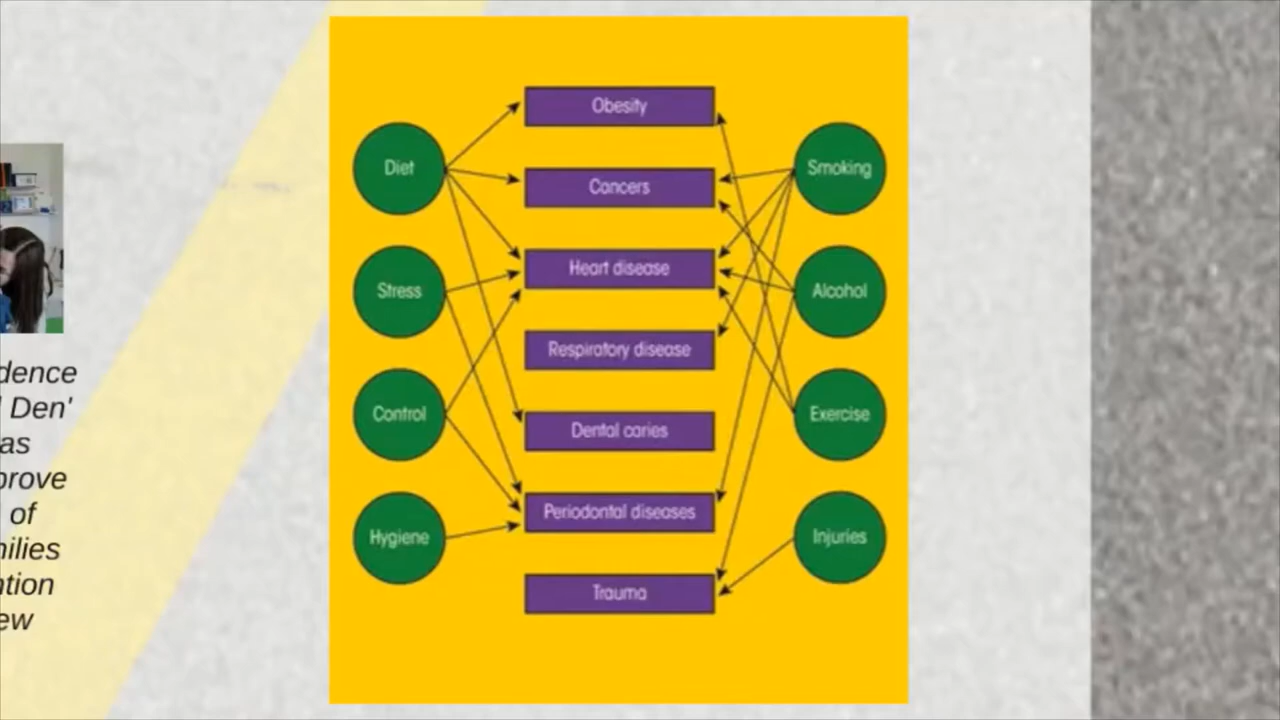 dence
Den'
as
prove
of
nilies
ntion
ew
Obesity
Cancers
Heart disease
Respiratory disease
Dental caries
Periodontal diseases
Trauma
Diet
Stress
Control
Hygiene
Smoking
Alcohol
Exercise
Injuries